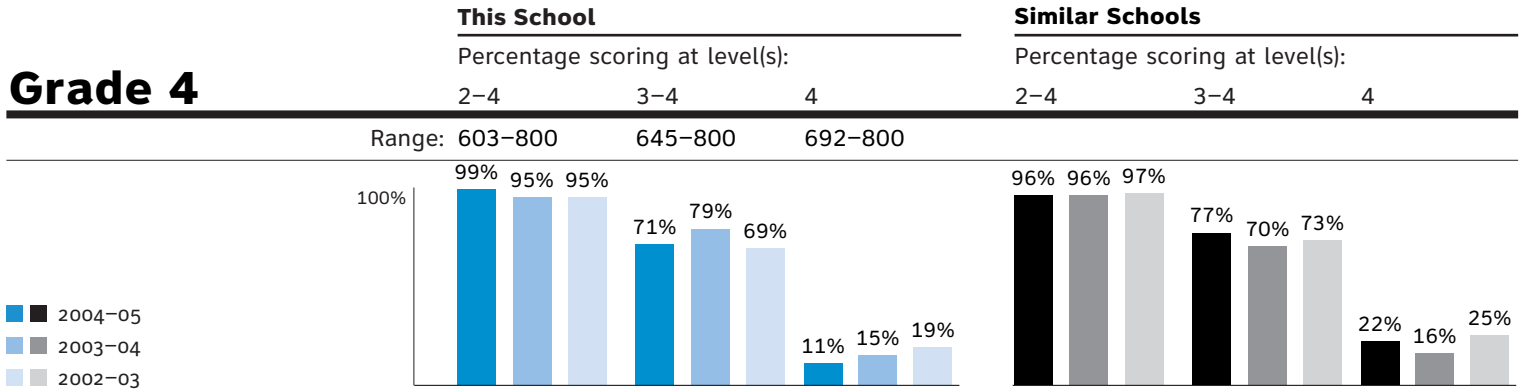 This School Similar Schools
Percentage scoring at level(s): Percentage scoring at level(s):
Grade 4 2–4 3–4 4 2–4 3–4 4
Range: 603–800 645–800 692–800
99% 95% 95% 71% 79% 69% 11% 15% 19% 96% 96% 97% 77% 70% 73% 22% 16% 25%
100%
2004–05
2003–04
2002–03